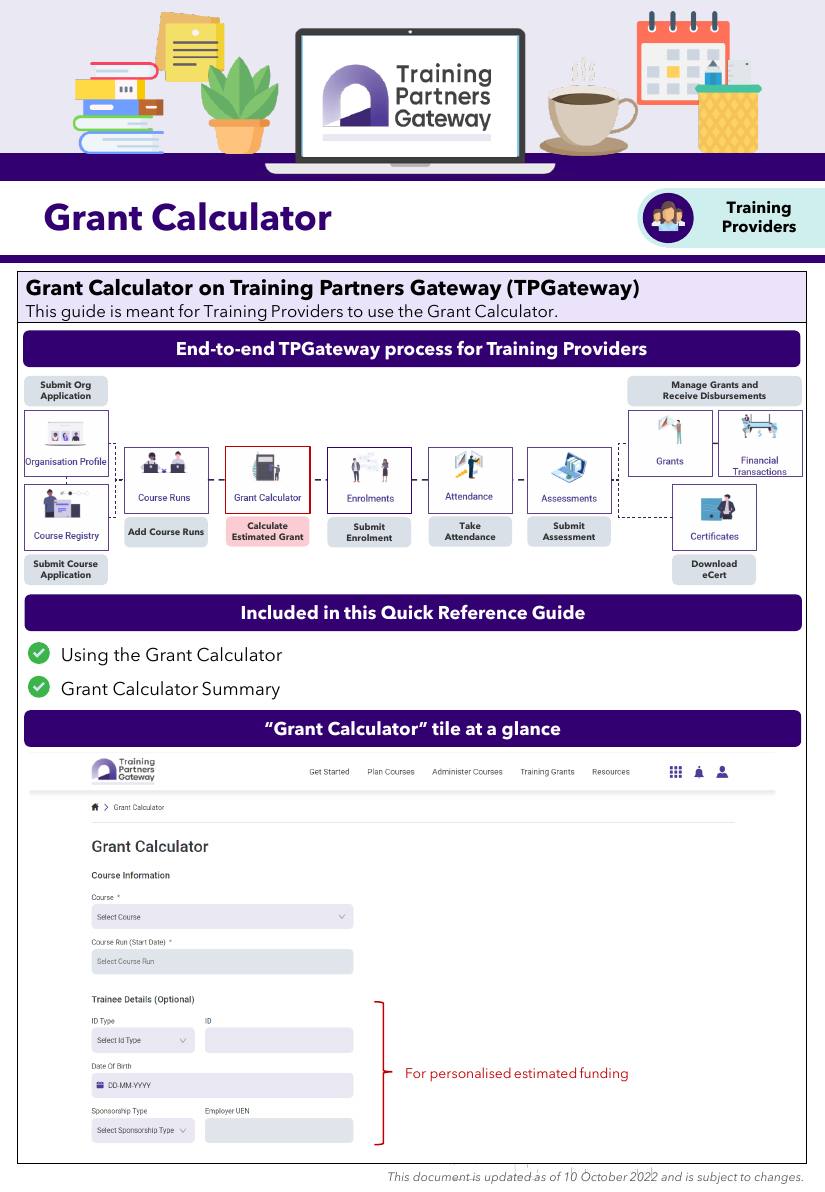 Training
Partners
Gateway
Grant Calculator
Training
Providers
Grant Calculator on Training Partners Gateway (TPGateway)
This guide is meant for Training Providers to use the Grant Calculator.
End-to-end TPGateway process for Training Providers
Submit Org
Application
Manage Grants and
Receive Disbursements
Organisation Profile
Course Runs
Grant Calculator
Enrolments
Attendance
Assessments
Grants
Financial
Transactions
Course Registry
Certificates
Add Course Runs
Calculate
Estimated Grant
Submit
Enrolment
Take
Attendance
Submit
Assessment
Submit Course
Application
Download
eCert
Included in this Quick Reference Guide
Using the Grant Calculator
Grant Calculator Summary
“Grant Calculator” tile at a glance
Training
Partners
Gateway
Get Started Plan Courses Administer Courses Training Grants Resources
Grant Calculator
Grant Calculator
Course Information
Course *
Select Course
Course Run (Start Date) *
Select Course Run
Trainee Details (Optional)
ID Type ID
Select Id Type
Date Of Birth
DD-MM-YYYY
For personalised estimated funding
Sponsorship Type Employer UEN
Select Sponsorship Type
This document is updated as of 10 October 2022 and is subject to changes.